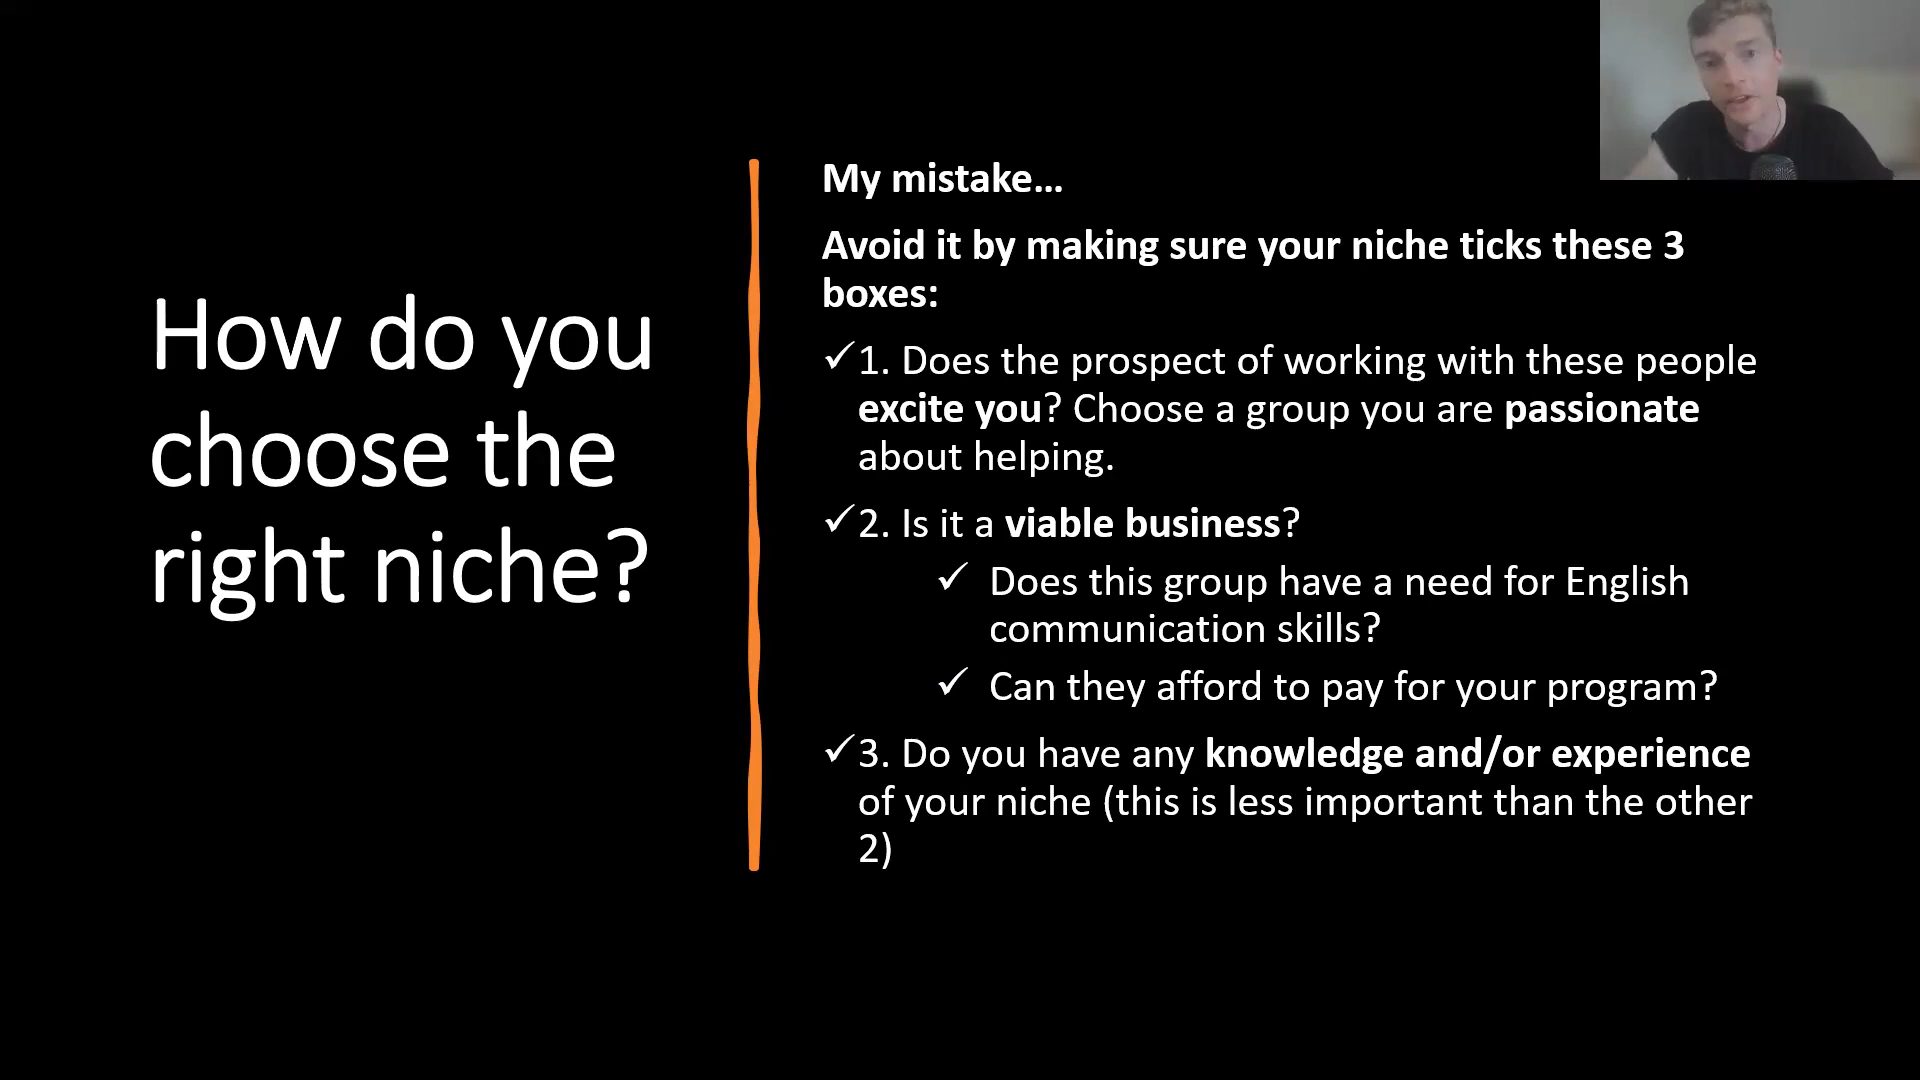 How do you
choose the
right niche?
My mistake...
Avoid it by making sure your niche ticks these 3
boxes:
✓1. Does the prospect of working with these people
excite you? Choose a group you are passionate
about helping.
✓2. Is it a viable business?
✓ Does this group have a need for English
communication skills?
✓ Can they afford to pay for your program?
✓3. Do you have any knowledge and/or experience
of your niche (this is less important than the other
2)